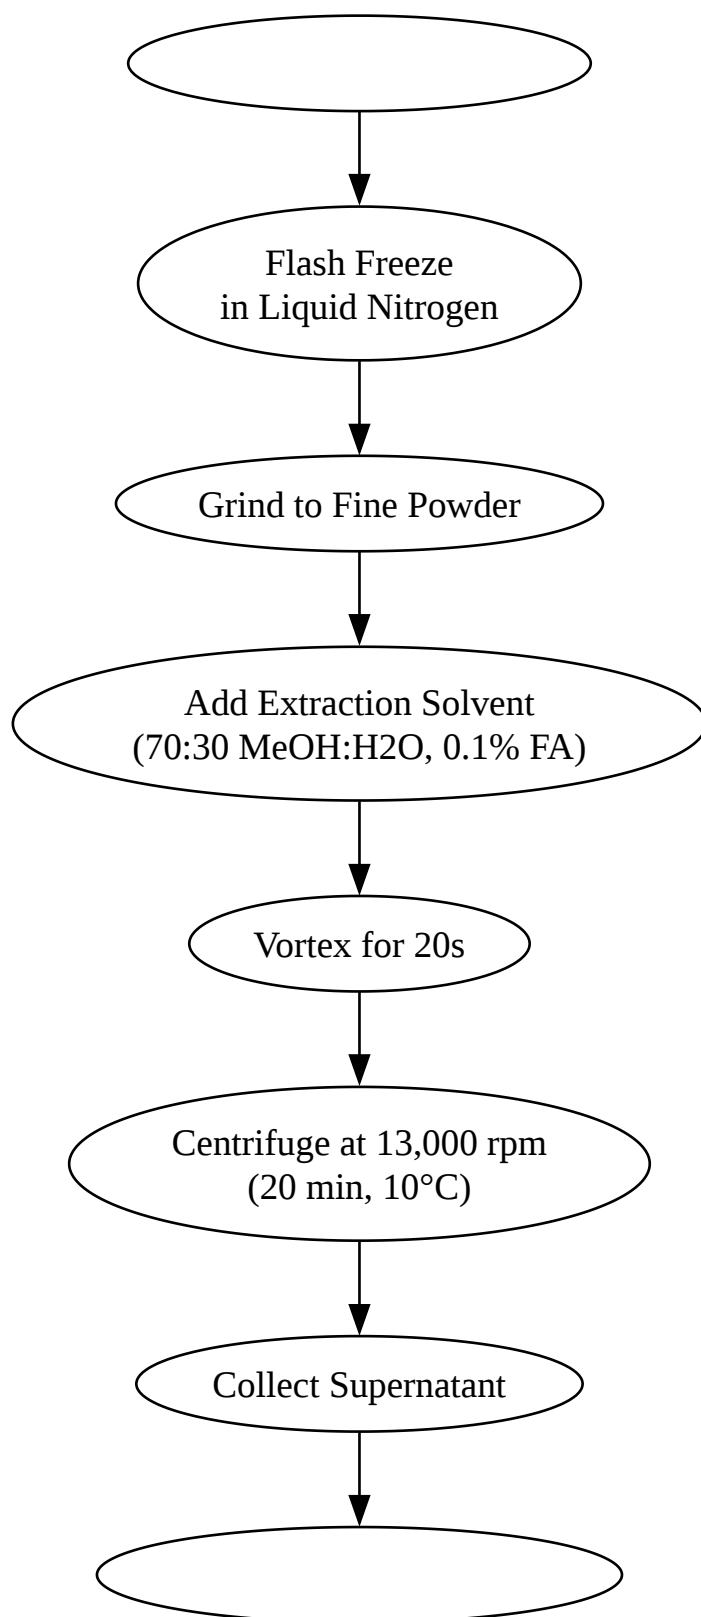 Flash Freeze
in Liquid Nitrogen
Grind to Fine Powder
Add Extraction Solvent
(70:30 MeOH:H2O, 0.1% FA)
Vortex for 20s
Centrifuge at 13,000 rpm
(20 min, 10°C)
Collect Supernatant